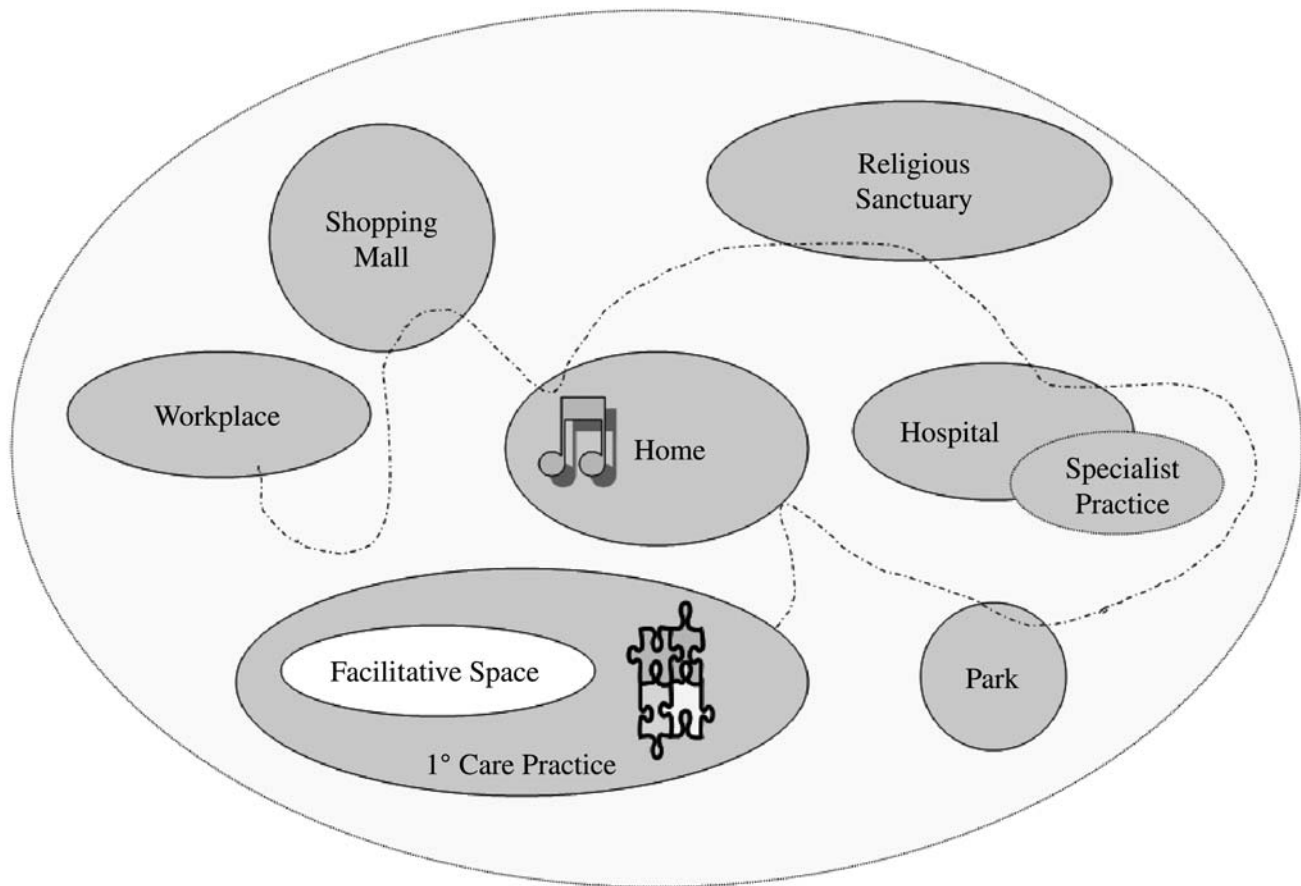 Religious
Sanctuary
Shopping
Mall
Workplace
Home
Hospital
Specialist
Practice
Facilitative Space
Park
1° Care Practice